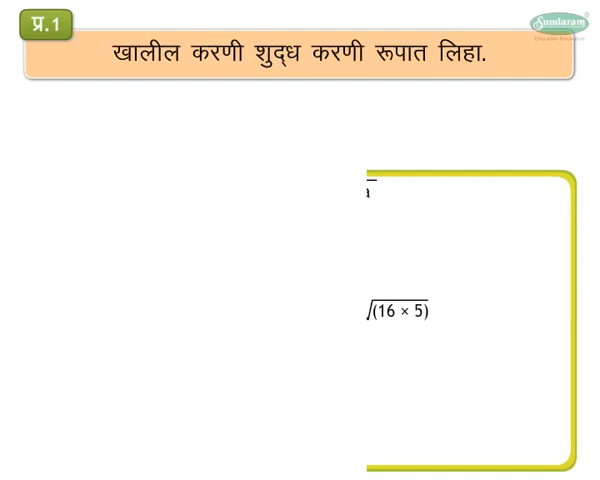 प्र.1
Sundaram
खालील करणी शुद्ध करणी रूपात लिहा.
a
√(16 × 5)